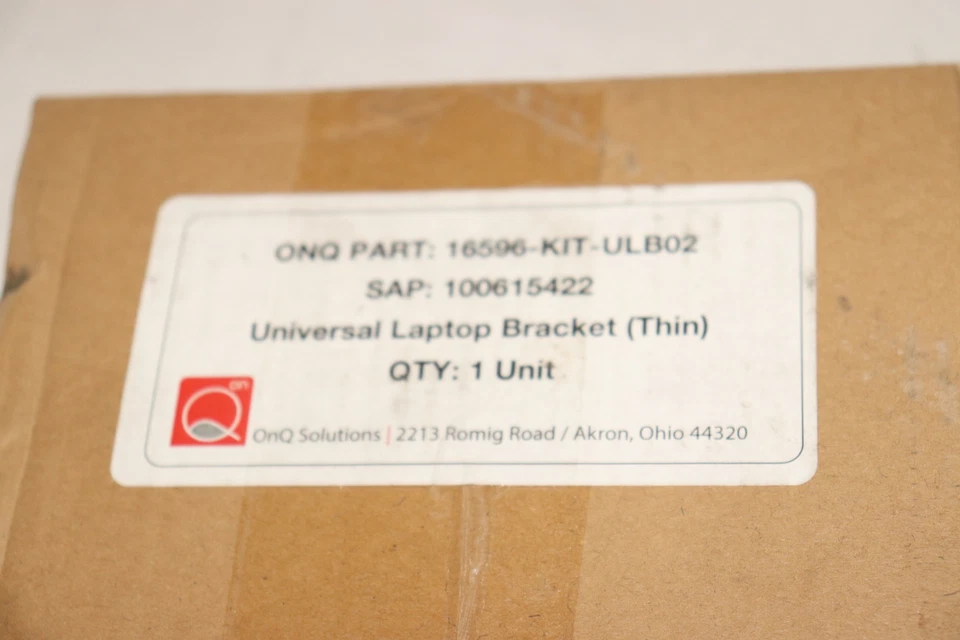 ONQ PART: 16596-KIT-ULB02
SAP: 100615422
Universal Laptop Bracket (Thin)
QTY: 1 Unit
on
Q
OnQ Solutions | 2213 Romig Road / Akron, Ohio 44320